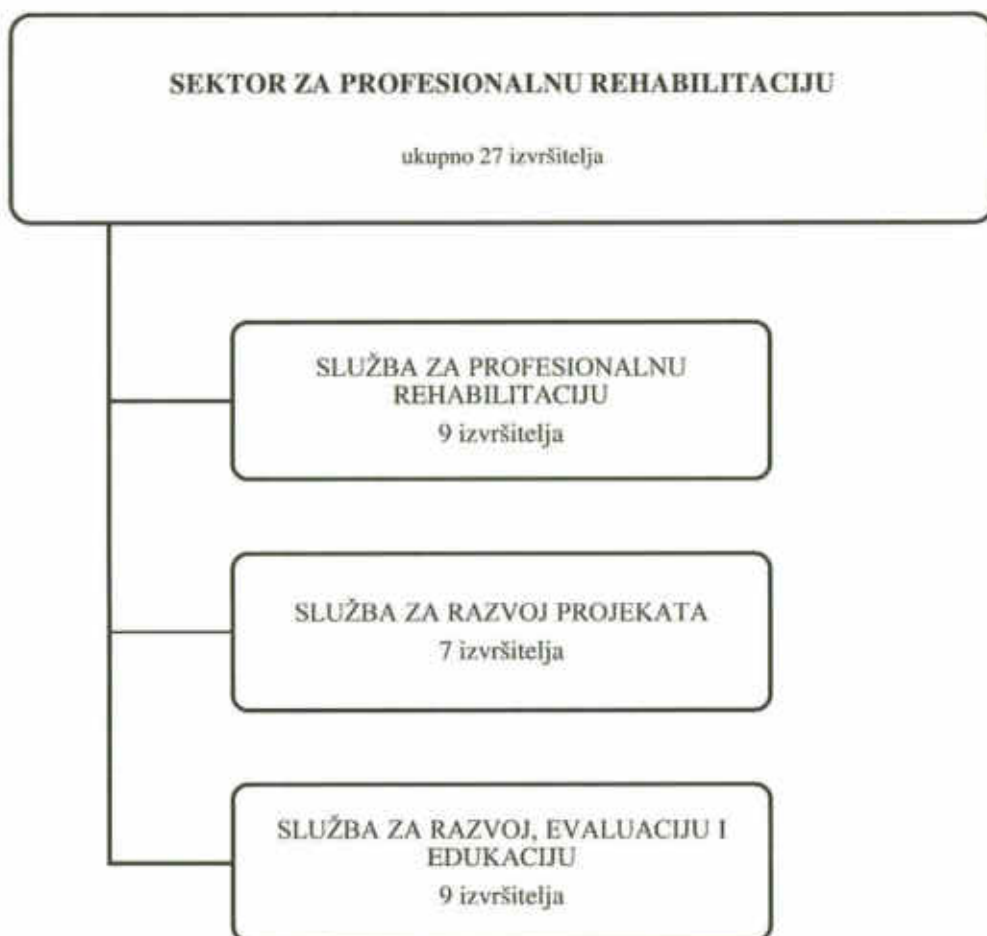 SEKTOR ZA PROFESIONALNU REHABILITACIJU
ukupno 27 izvršitelja
SLUŽBA ZA PROFESIONALNU
REHABILITACIJU
9 izvršitelja
SLUŽBA ZA RAZVOJ PROJEKATA
7 izvršitelja
SLUŽBA ZA RAZVOJ, EVALUACIJU I
EDUKACIJU
9 izvršitelja